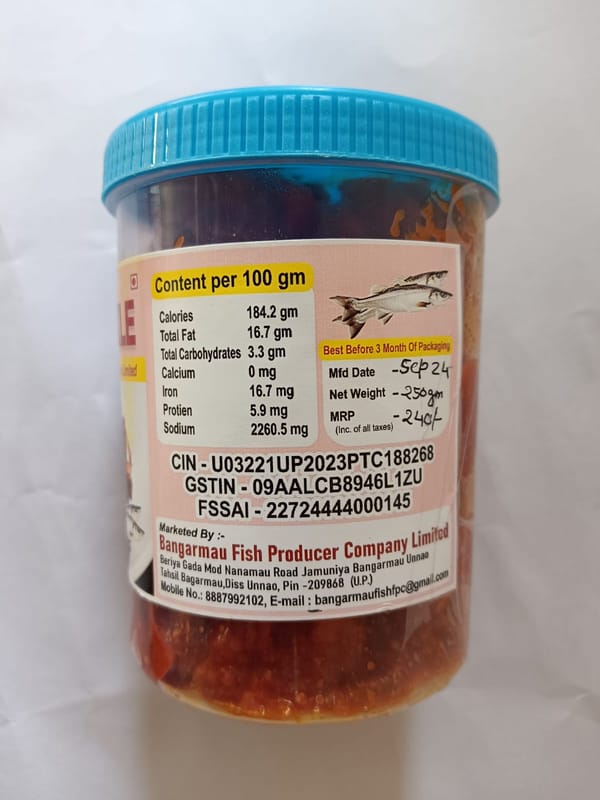 LE
Limited
Content per 100 gm
Calories 184.2 gm
Total Fat 16.7 gm
Total Carbohydrates 3.3 gm
Calcium 0 mg
Iron 16.7 mg
Protien 5.9 mg
Sodium 2260.5 mg
Best Before 3 Month Of Packaging
Mfd Date - Sep 24
Net Weight - 250gm
MRP - 240/-
(Inc. of all taxes)
CIN - U03221UP2023PTC188268
GSTIN - 09AALCB8946L1ZU
FSSAI - 22724444000145
Marketed By :-
Bangarmau Fish Producer Company Limited
Beriya Gada Mod Nanamau Road Jamuniya Bangarmau Unnao
Tahsil Bagarmau,Diss Unnao, Pin -209868 (U.P.)
Mobile No.: 8887992102, E-mail : bangarmaufishfpc@gmail.com